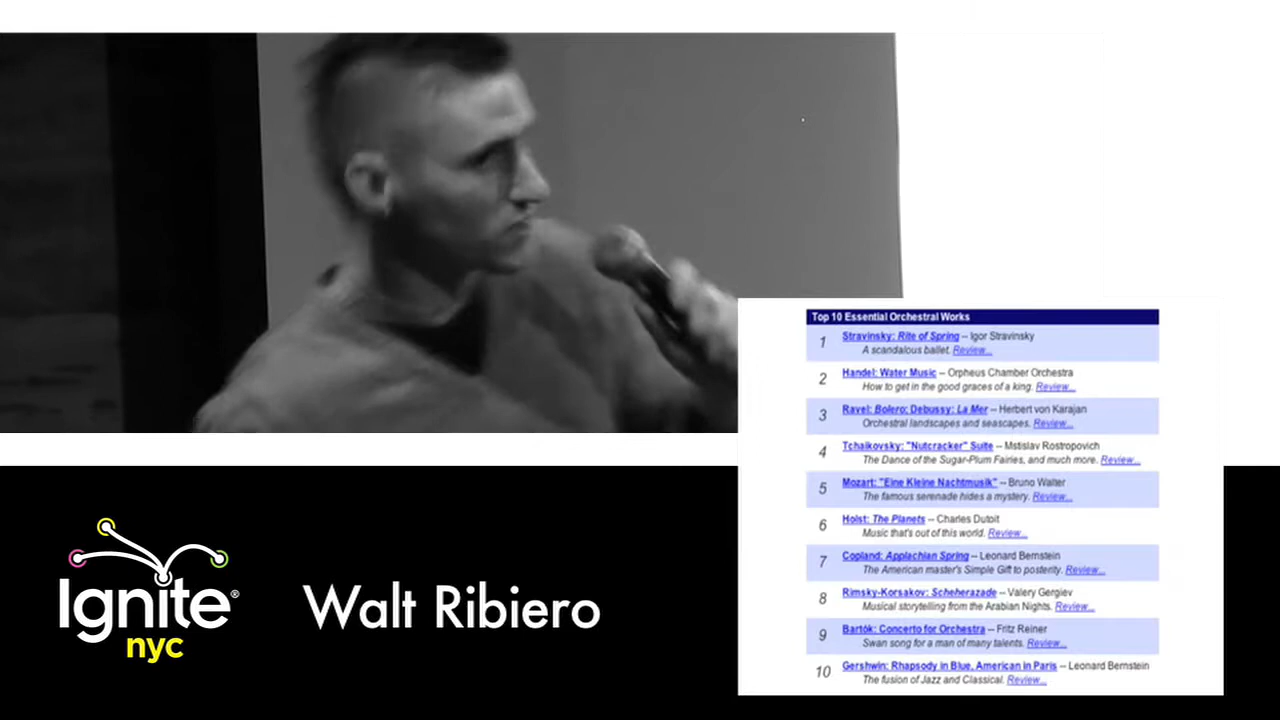 Top 10 Essential Orchestral Works
1
Stravinsky: Rite of Spring -- Igor Stravinsky
A scandalous ballet. Review...
2
Handel: Water Music -- Orpheus Chamber Orchestra
How to get in the good graces of a king. Review...
3
Ravel: Bolero; Debussy: La Mer -- Herbert von Karajan
Orchestral landscapes and seascapes. Review...
4
Tchaikovsky: "Nutcracker" Suite -- Mstislav Rostropovich
The Dance of the Sugar-Plum Fairies, and much more. Review...
5
Mozart: "Eine Kleine Nachtmusik" -- Bruno Walter
The famous serenade hides a mystery. Review...
6
Holst: The Planets -- Charles Dutoit
Music that's out of this world. Review...
7
Copland: Applachian Spring -- Leonard Bernstein
The American master's Simple Gift to posterity. Review...
8
Rimsky-Korsakov: Scheherazade -- Valery Gergiev
Musical storytelling from the Arabian Nights. Review...
9
Bartók: Concerto for Orchestra -- Fritz Reiner
Swan song for a man of many talents. Review...
10
Gershwin: Rhapsody in Blue, American in Paris -- Leonard Bernstein
The fusion of Jazz and Classical. Review...
Ignite®
nyc
Walt Ribiero